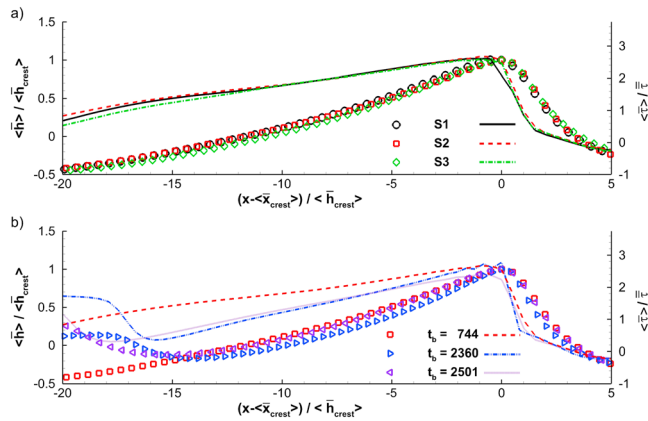 a)
1.5
1
0.5
0
-0.5
<h̅> / <h̅crest>
3
2
1
0
-1
<τ̅> / τ̿
S1
S2
S3
-20
-15
-10
-5
0
5
(x-<x̅crest>) / < h̅crest>
b)
1.5
1
0.5
0
-0.5
<h̅> / <h̅crest>
3
2
1
0
-1
<τ̅> / τ̿
tb = 744
tb = 2360
tb = 2501
-20
-15
-10
-5
0
5
(x-<x̅crest>) / < h̅crest>